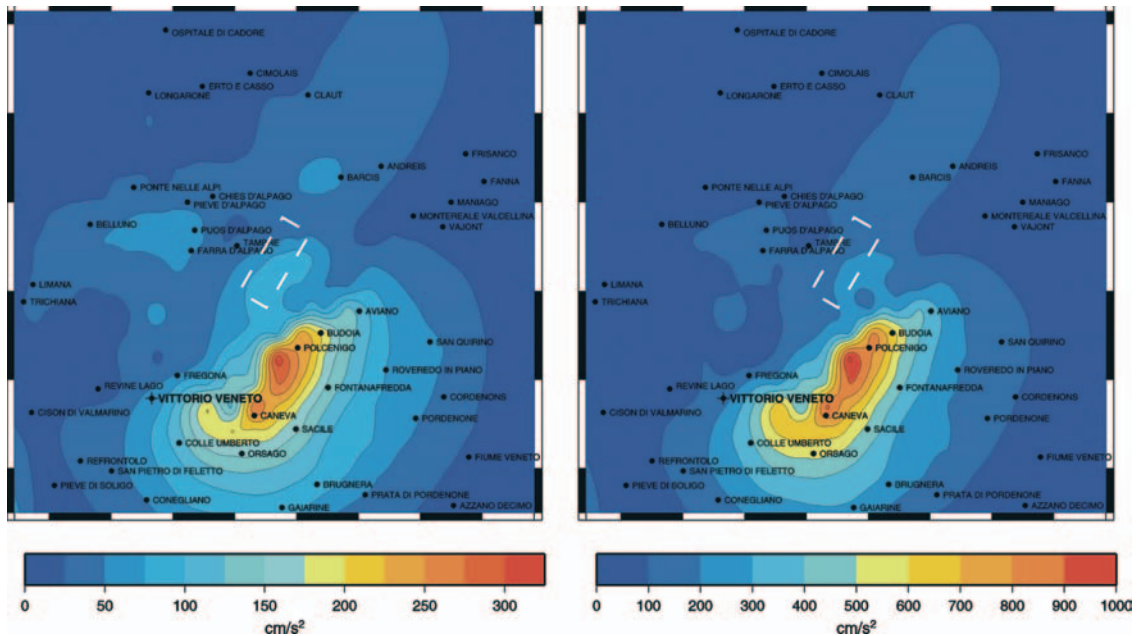 OSPITALE DI CADORE
CIMOLAIS
ERTO E CASSO
LONGARONE
CLAUT
FRISANCO
ANDREIS
BARCIS
FANNA
PONTE NELLE ALPI
CHIES D'ALPAGO
PIEVE D'ALPAGO
MANIAGO
MONTEREALE VALCELLINA
BELLUNO
VAJONT
PUOS D'ALPAGO
TAMBRE
FARRA D'ALPAGO
LIMANA
TRICHIANA
AVIANO
BUDOIA
SAN QUIRINO
POLCENIGO
ROVEREDO IN PIANO
FREGONA
REVINE LAGO
FONTANAFREDDA
VITTORIO VENETO
CORDENONS
CISON DI VALMARINO
CANEVA
PORDENONE
SACILE
COLLE UMBERTO
ORSAGO
REFRONTOLO
FIUME VENETO
SAN PIETRO DI FELETTO
PIEVE DI SOLIGO
BRUGNERA
PRATA DI PORDENONE
CONEGLIANO
AZZANO DECIMO
GAIARINE
0 50 100 150 200 250 300
cm/s²
OSPITALE DI CADORE
CIMOLAIS
ERTO E CASSO
LONGARONE
CLAUT
FRISANCO
ANDREIS
BARCIS
FANNA
PONTE NELLE ALPI
CHIES D'ALPAGO
PIEVE D'ALPAGO
MANIAGO
MONTEREALE VALCELLINA
BELLUNO
VAJONT
PUOS D'ALPAGO
TAMBRE
FARRA D'ALPAGO
LIMANA
TRICHIANA
AVIANO
BUDOIA
SAN QUIRINO
POLCENIGO
ROVEREDO IN PIANO
FREGONA
REVINE LAGO
FONTANAFREDDA
VITTORIO VENETO
CORDENONS
CISON DI VALMARINO
CANEVA
PORDENONE
SACILE
COLLE UMBERTO
ORSAGO
REFRONTOLO
FIUME VENETO
SAN PIETRO DI FELETTO
PIEVE DI SOLIGO
BRUGNERA
PRATA DI PORDENONE
CONEGLIANO
AZZANO DECIMO
GAIARINE
0 100 200 300 400 500 600 700 800 900 1000
cm/s²